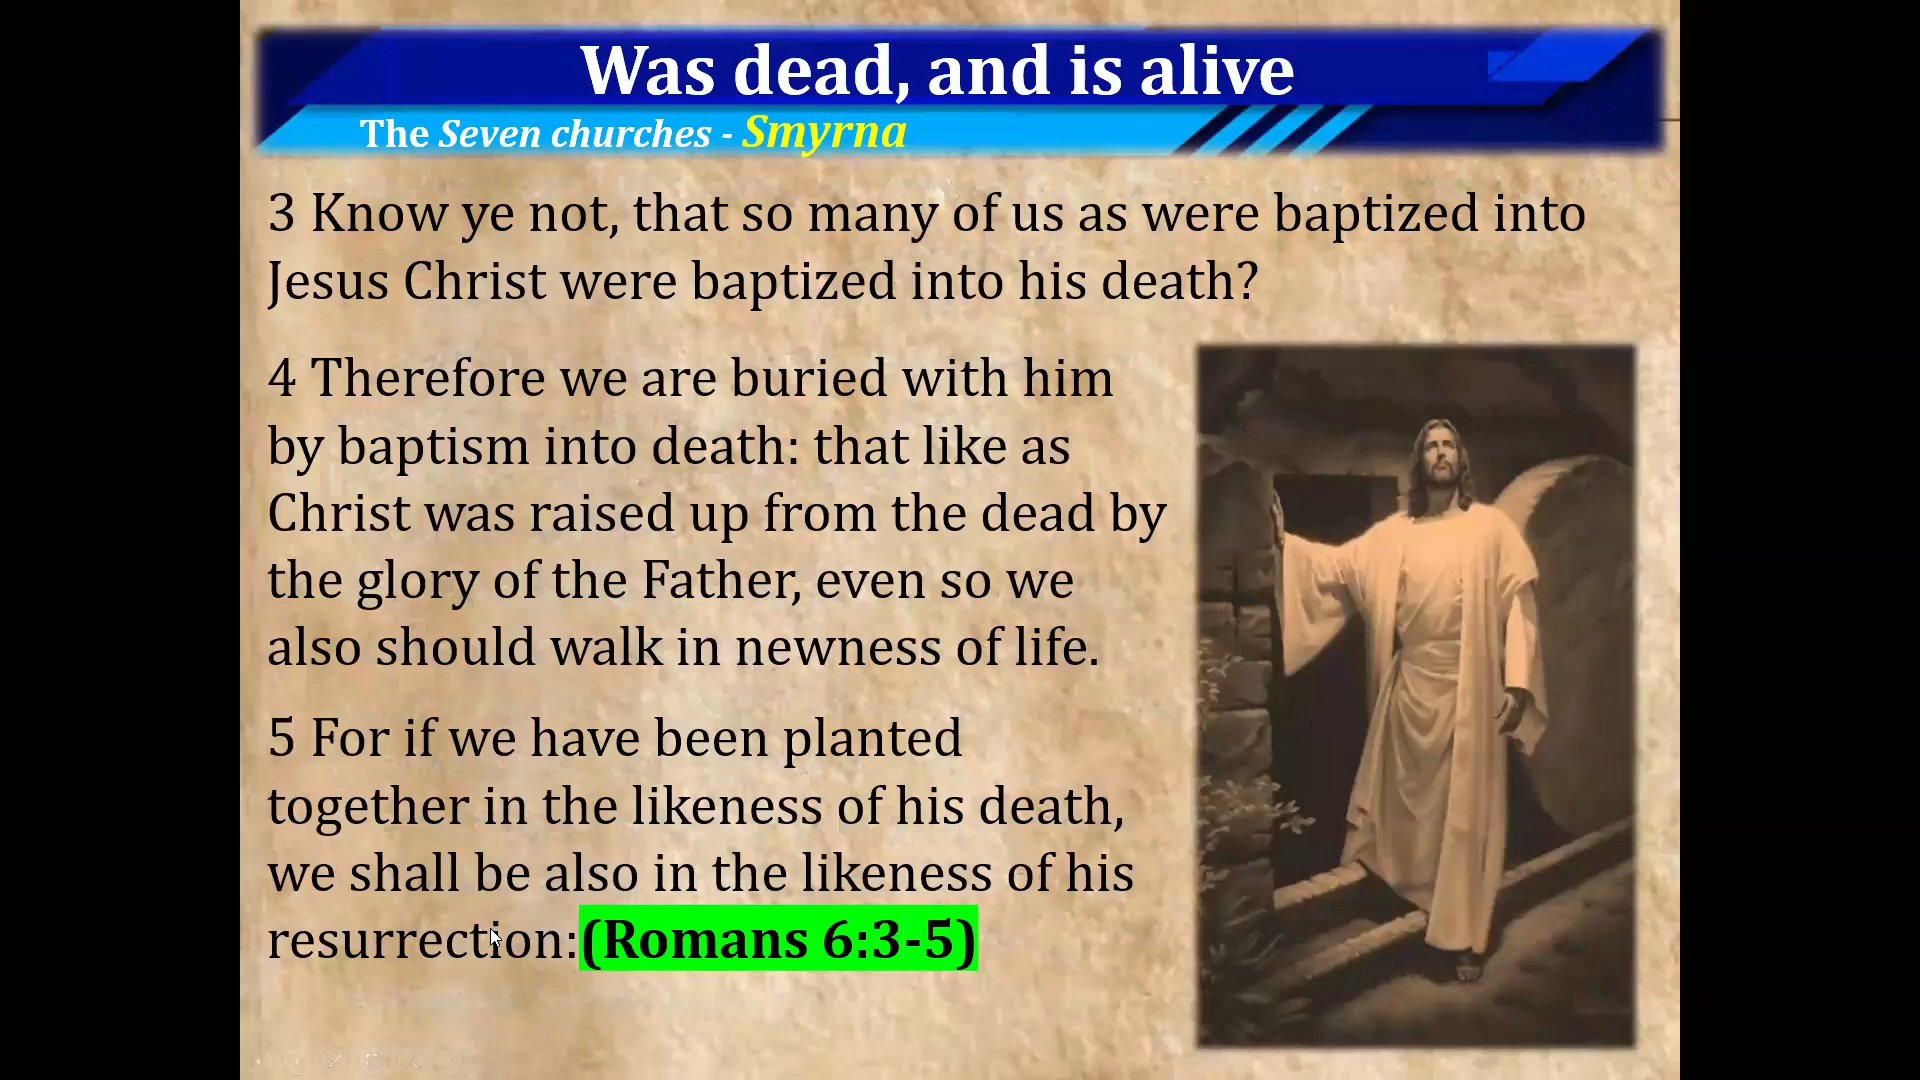 Was dead, and is alive
The Seven churches - Smyrna
3 Know ye not, that so many of us as were baptized into
Jesus Christ were baptized into his death?
4 Therefore we are buried with him
by baptism into death: that like as
Christ was raised up from the dead by
the glory of the Father, even so we
also should walk in newness of life.
5 For if we have been planted
together in the likeness of his death,
we shall be also in the likeness of his
resurrection:(Romans 6:3-5)